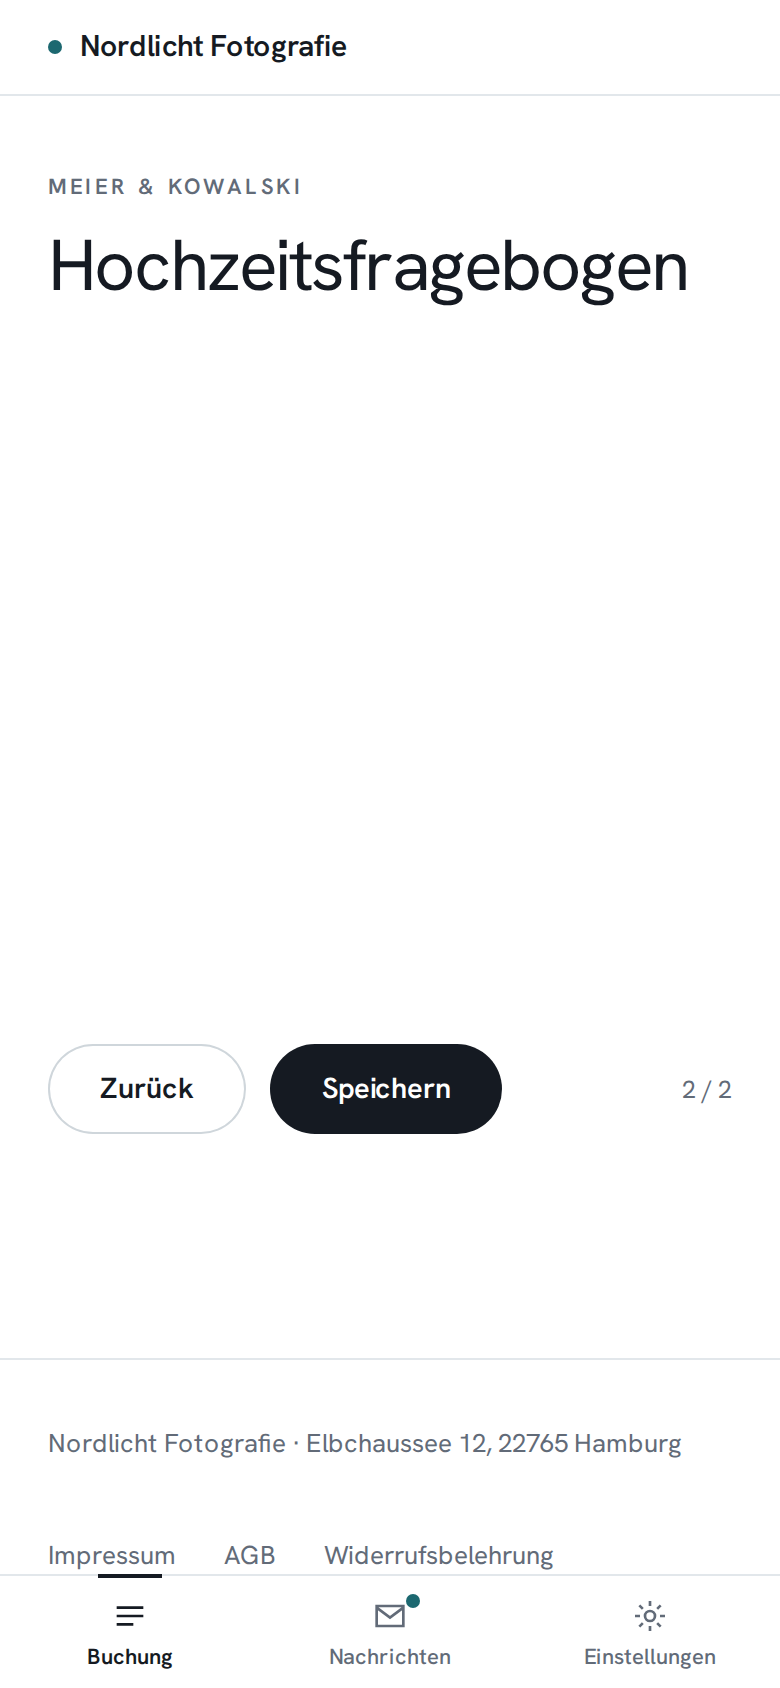 Nordlicht Fotografie
MEIER & KOWALSKI
Hochzeitsfragebogen
Zurück
Speichern
2 / 2
Nordlicht Fotografie · Elbchaussee 12, 22765 Hamburg
Impressum AGB Widerrufsbelehrung
Buchung Nachrichten Einstellungen